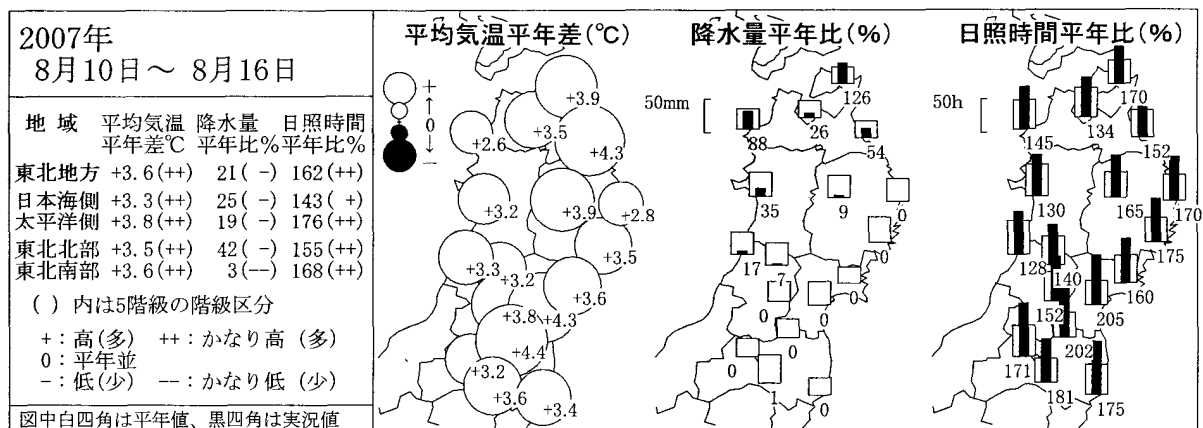 2007年
8月10日～ 8月16日
地 域 平均気温 降水量 日照時間
平年差℃ 平年比% 平年比%
東北地方 +3.6(++) 21( -) 162(++)
日本海側 +3.3(++) 25( -) 143( +)
太平洋側 +3.8(++) 19( -) 176(++)
東北北部 +3.5(++) 42( -) 155(++)
東北南部 +3.6(++) 3(--) 168(++)
( ) 内は5階級の階級区分
+：高(多) ++：かなり高 (多)
0：平年並
-：低(少) --：かなり低 (少)
図中白四角は平年値、黒四角は実況値
平均気温平年差(℃)
+
↑
0
↓
-
+3.9
+3.5
+2.6
+4.3
+3.2
+3.9
+2.8
+3.5
+3.3
+3.2
+3.6
+3.8
+4.3
+4.4
+3.2
+3.6
+3.4
降水量平年比(%)
50mm
126
26
88
54
35
9
0
0
17
7
0
0
0
0
0
1
0
日照時間平年比(%)
50h
170
134
145
152
130
165
170
175
128
140
160
152
205
202
171
181
175